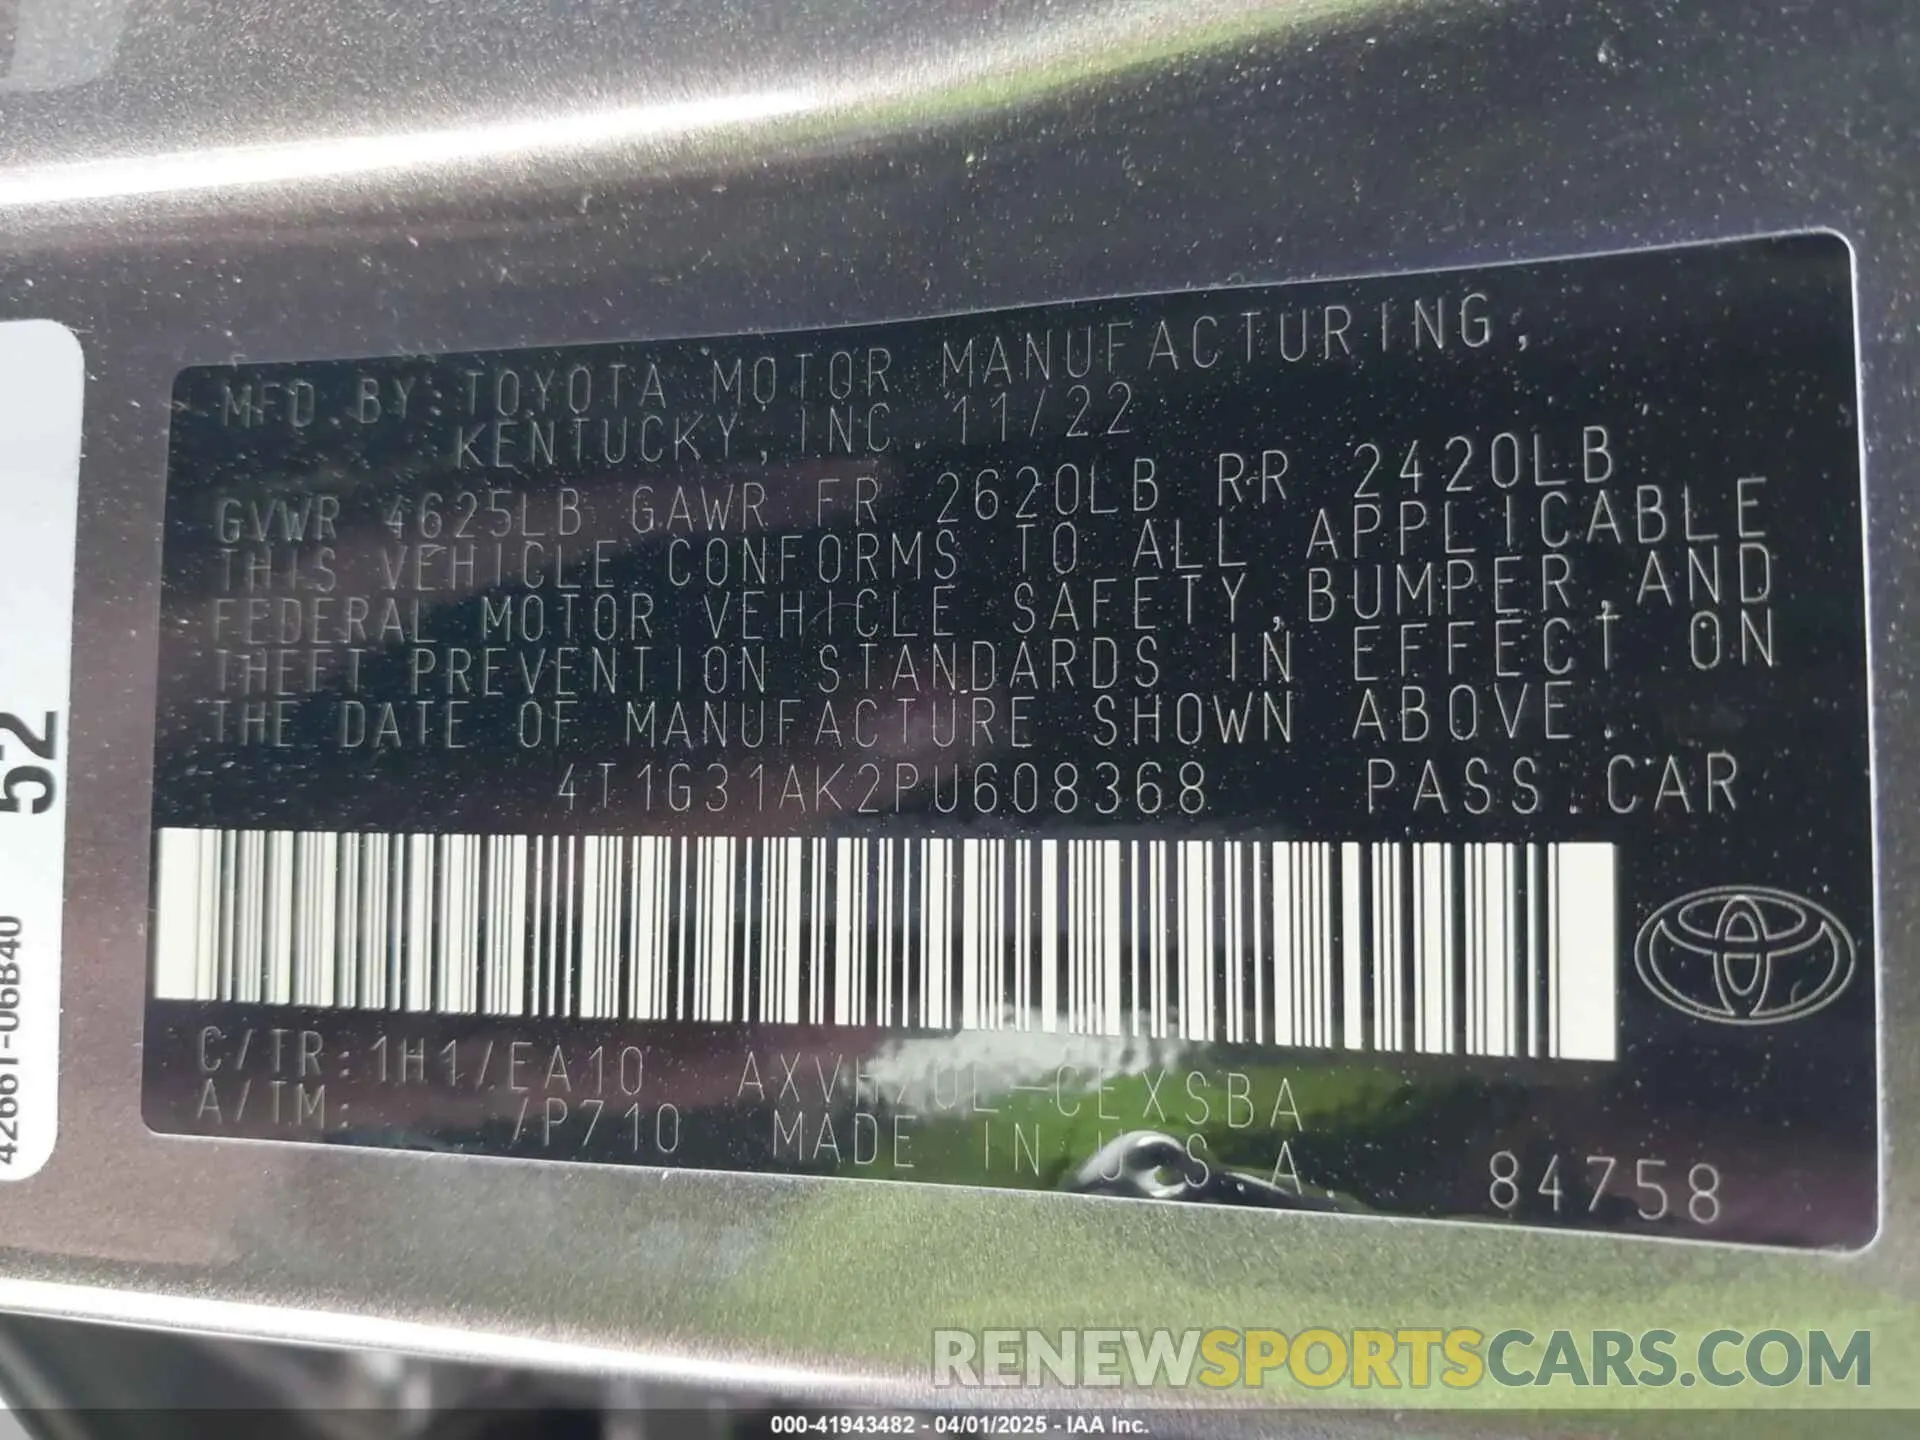 MFD.BY:TOYOTA MOTOR MANUFACTURING,
KENTUCKY,INC. 11/22
GVWR 4625LB GAWR FR 2620LB RR 2420LB
THIS VEHICLE CONFORMS TO ALL APPLICABLE
FEDERAL MOTOR VEHICLE SAFETY,BUMPER,AND
THEFT PREVENTION STANDARDS IN EFFECT ON
THE DATE OF MANUFACTURE SHOWN ABOVE.
4T1G31AK2PU608368 PASS.CAR
C/TR:1H1/EA10 AXVH70L-CEXSBA
A/TM: /P710 MADE IN U.S.A. 84758
52
42661-06B40
RENEWSPORTSCARS.COM
000-41943482 - 04/01/2025 - IAA Inc.